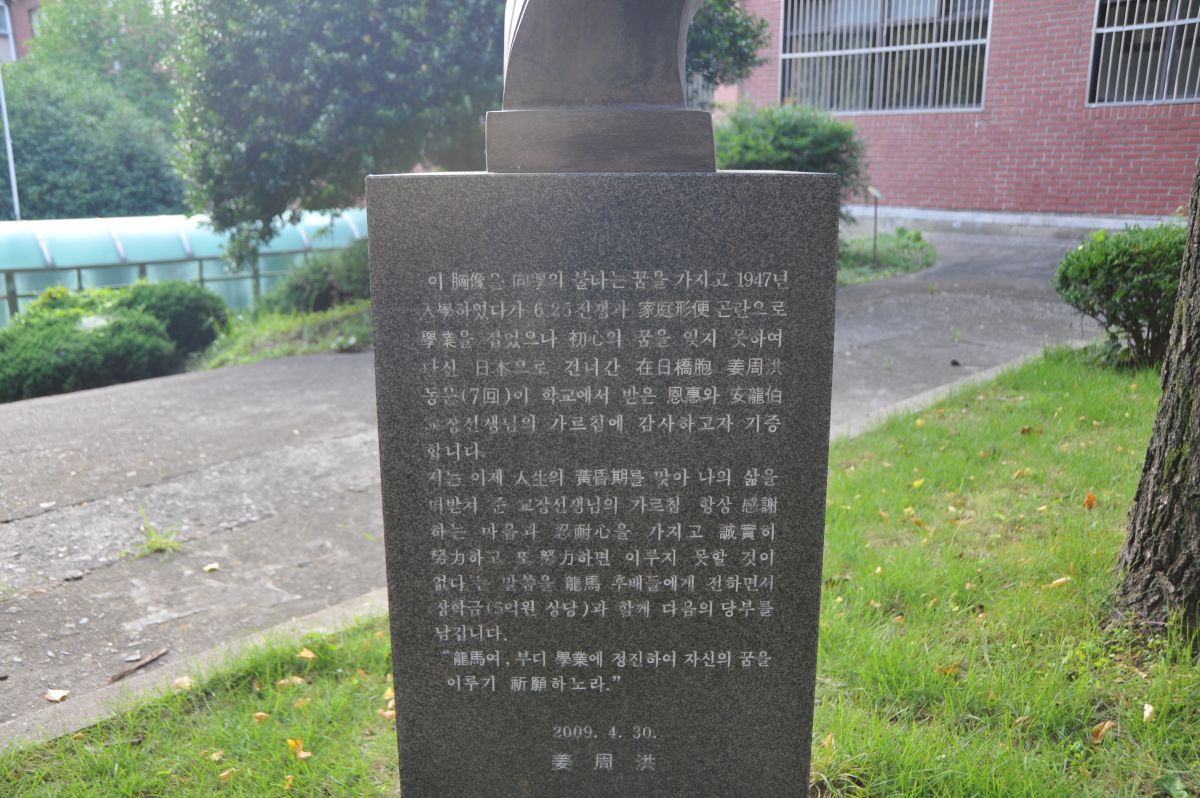 이 胸像은 向學의 불타는 꿈을 가지고 1947년
入學하였다가 6.25전쟁과 家庭形便 곤란으로
學業을 접었으나 初心의 꿈을 잊지 못하여
단신 日本으로 건너간 在日橋胞 姜周洪
동문(7回)이 학교에서 받은 恩惠와 安龍伯
교장선생님의 가르침에 감사하고자 기증
합니다.
저는 이제 人生의 黃昏期를 맞아 나의 삶을
떠받쳐 준 교장선생님의 가르침 항상 感謝
하는 마음과 忍耐心을 가지고 誠實히
努力하고 또 努力하면 이루지 못할 것이
없다는 말씀을 龍馬 후배들에게 전하면서
장학금(5억원 상당)과 함께 다음의 당부를
남깁니다.
"龍馬여, 부디 學業에 정진하여 자신의 꿈을
이루기 祈願하노라."
2009. 4. 30.
姜 周 洪